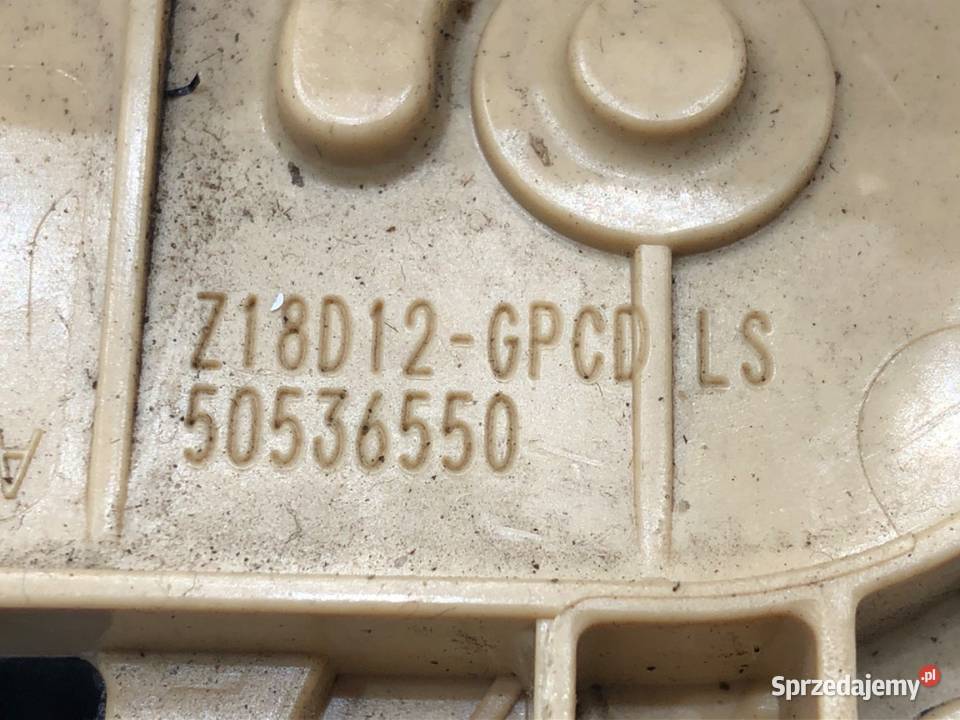 Z18D12-GPCD LS
50536550
A
Sprzedajemy.pl